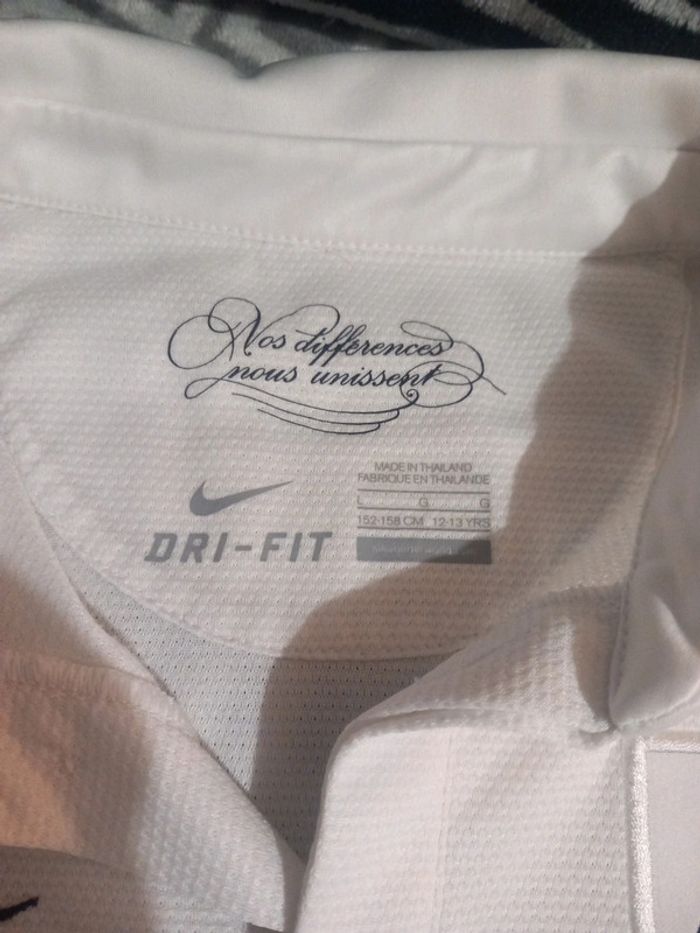 Nos différences
nous unissent
MADE IN THAILAND
FABRIQUE EN THAILANDE
L G G
152-158 CM 12-13 YRS
DRI-FIT